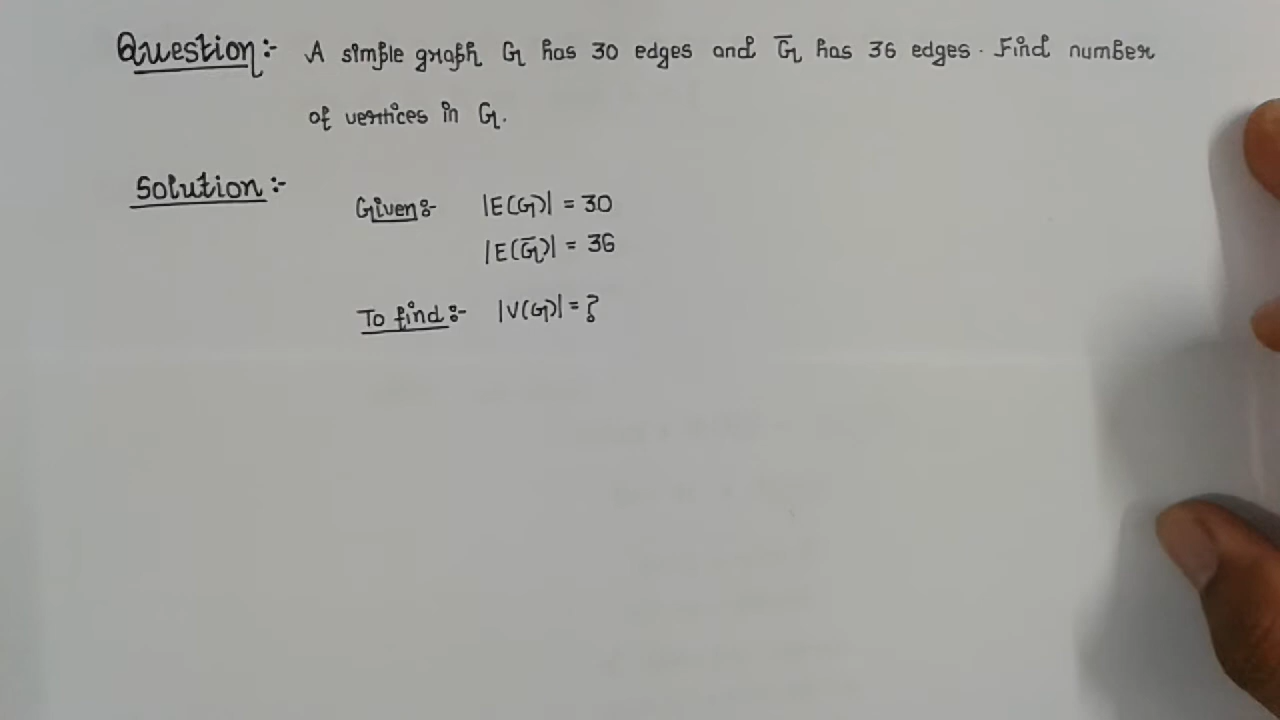 Question:- A simple graph G has 30 edges and G̅ has 36 edges. Find number
of vertices in G.
Solution:-
Given:- |E(G)| = 30
|E(G̅)| = 36
To find:- |V(G)| = ?